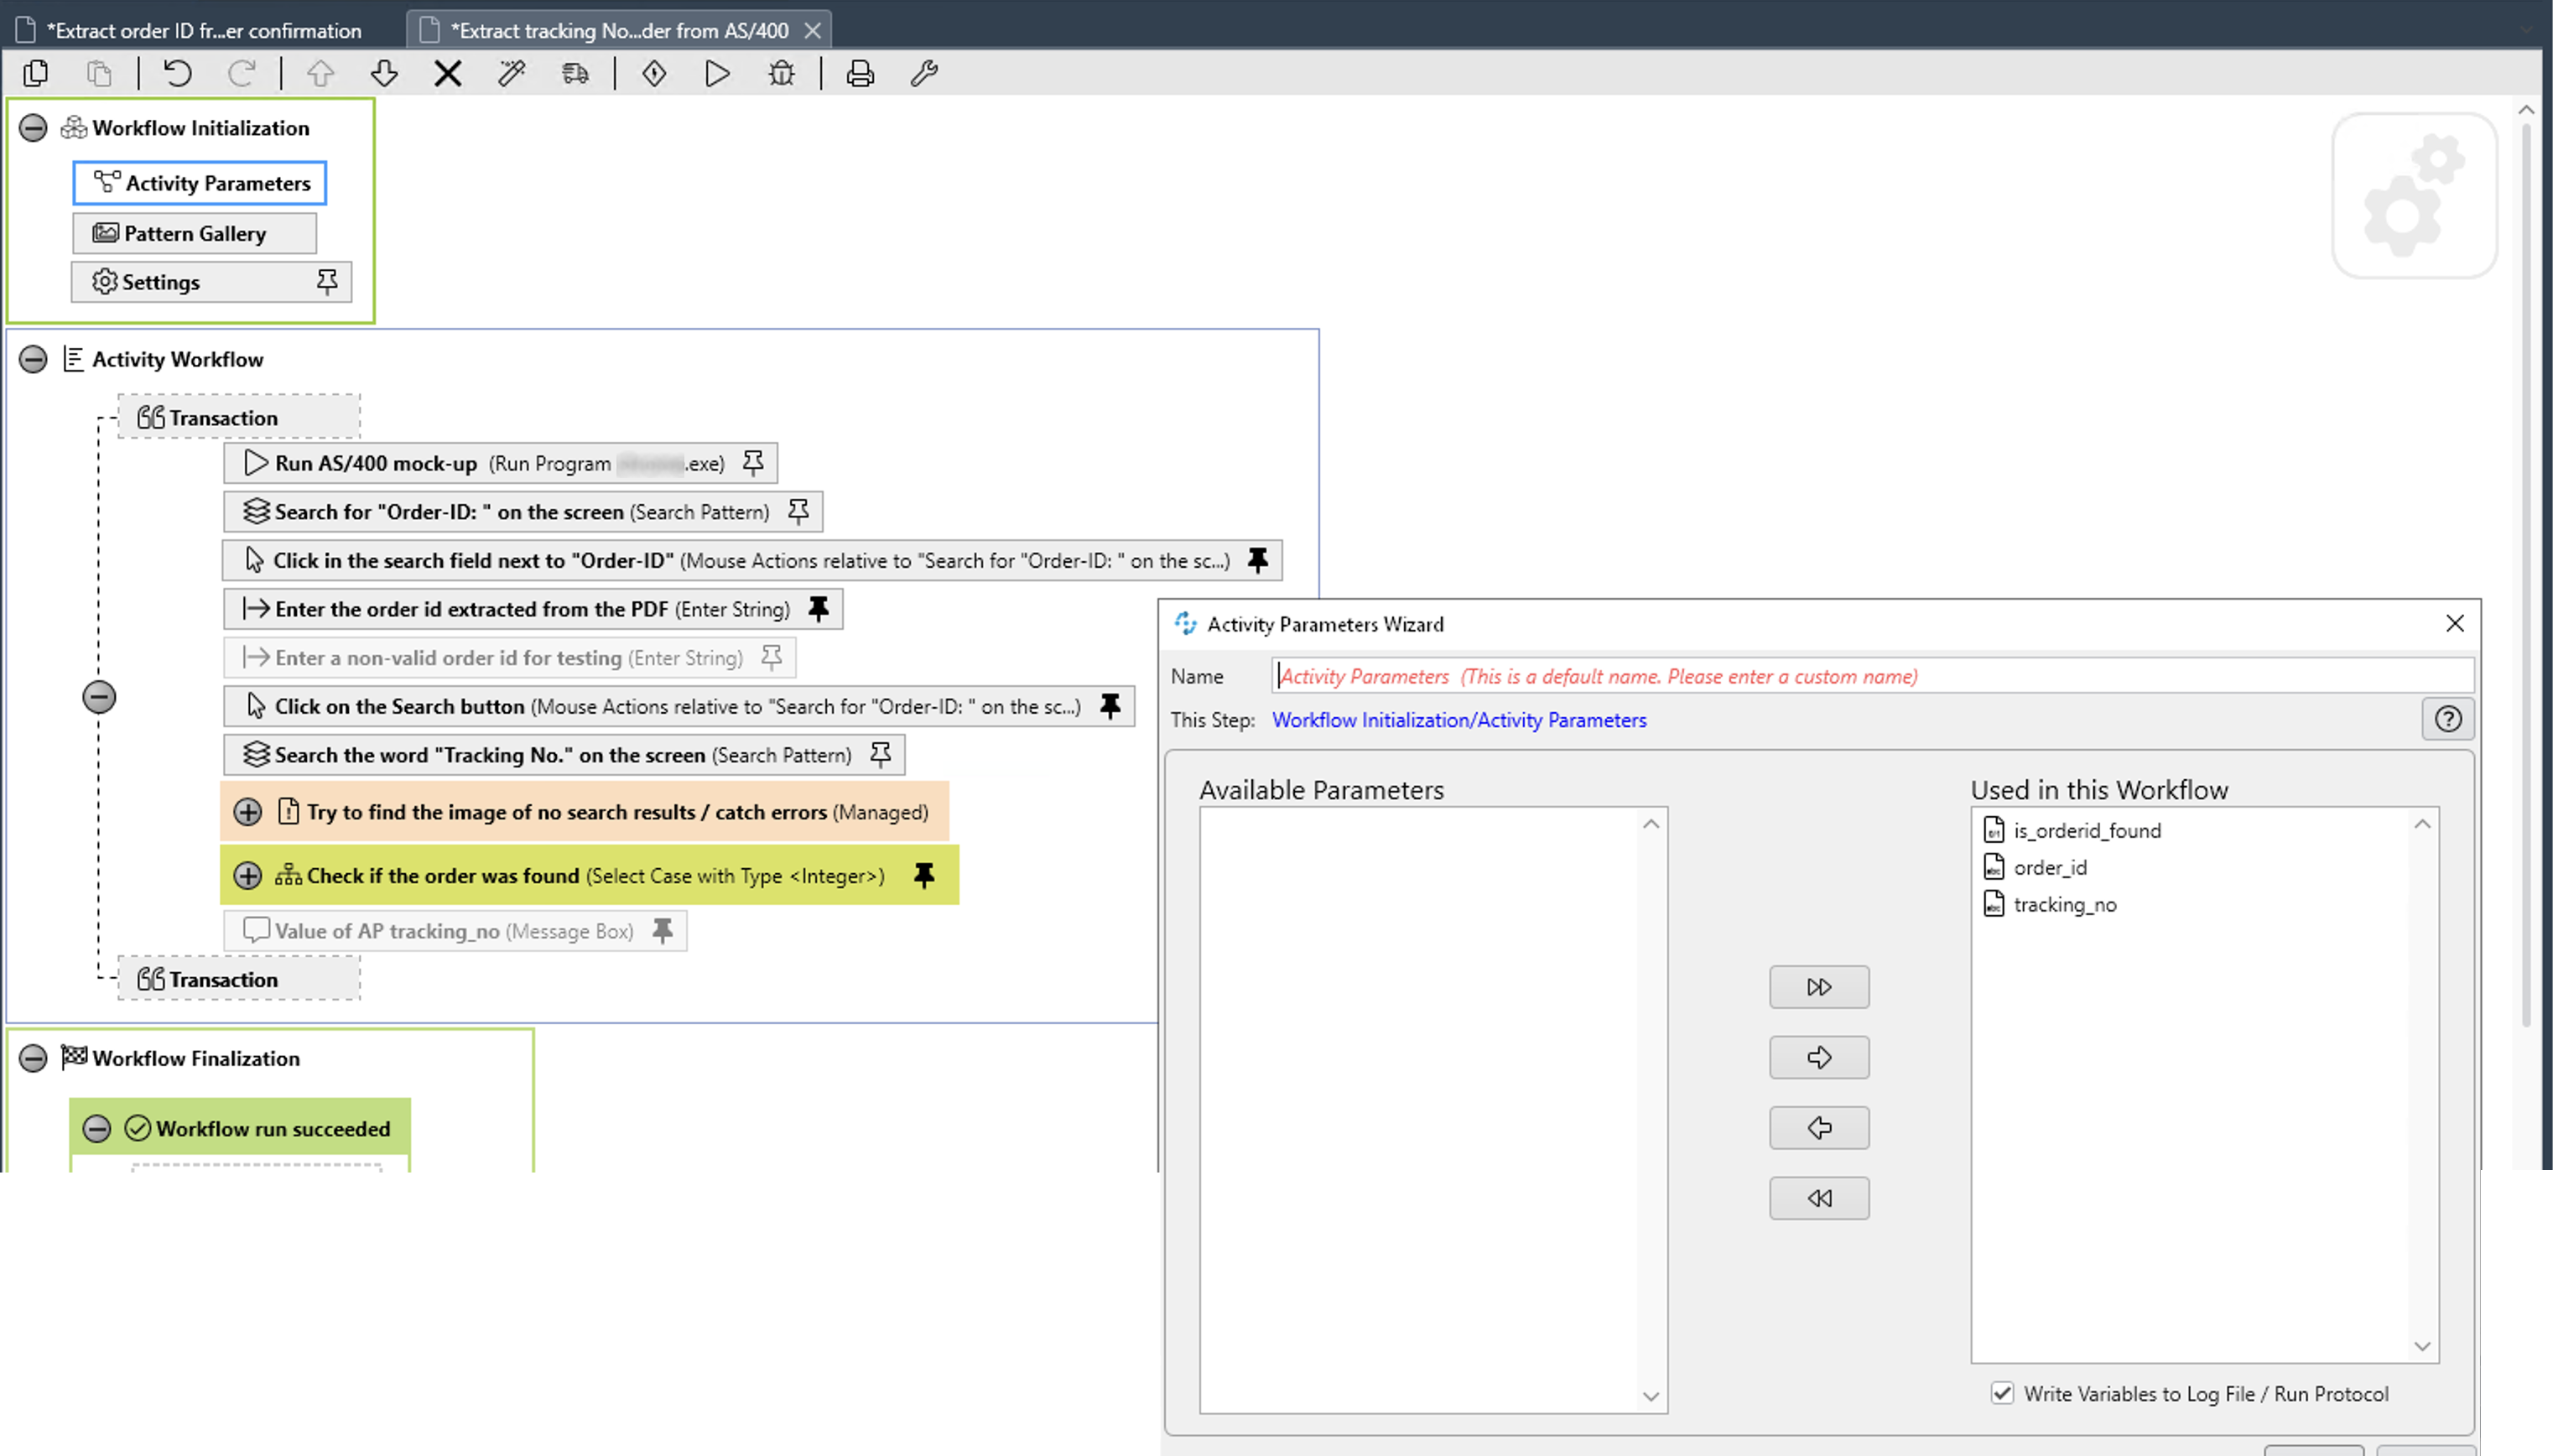 *Extract order ID fr...er confirmation
*Extract tracking No...der from AS/400
Workflow Initialization
Activity Parameters
Pattern Gallery
Settings
Activity Workflow
Transaction
Run AS/400 mock-up (Run Program .exe)
Search for "Order-ID: " on the screen (Search Pattern)
Click in the search field next to "Order-ID" (Mouse Actions relative to "Search for "Order-ID: " on the sc...)
Enter the order id extracted from the PDF (Enter String)
Enter a non-valid order id for testing (Enter String)
Click on the Search button (Mouse Actions relative to "Search for "Order-ID: " on the sc...)
Search the word "Tracking No." on the screen (Search Pattern)
Try to find the image of no search results / catch errors (Managed)
Check if the order was found (Select Case with Type <Integer>)
Value of AP tracking_no (Message Box)
Transaction
Workflow Finalization
Workflow run succeeded
Activity Parameters Wizard
Name
Activity Parameters (This is a default name. Please enter a custom name)
This Step: Workflow Initialization/Activity Parameters
Available Parameters
Used in this Workflow
is_orderid_found
order_id
tracking_no
Write Variables to Log File / Run Protocol